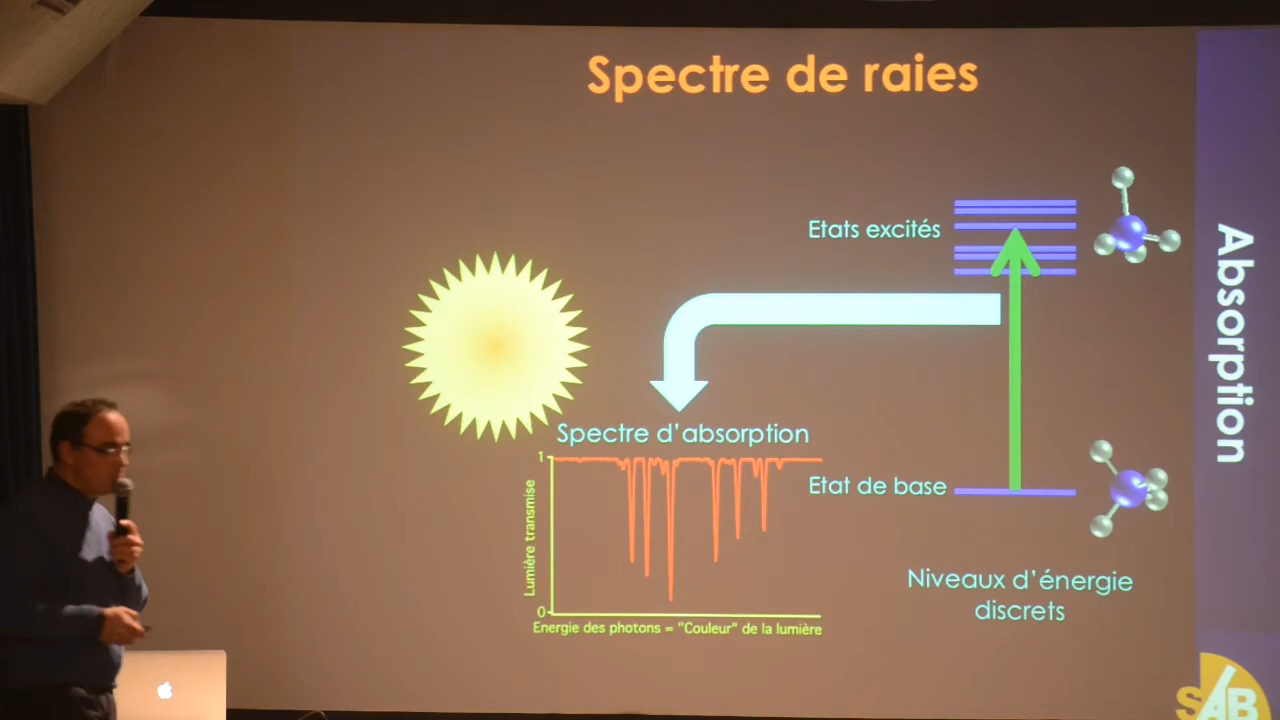 Spectre de raies
Absorption
Etats excités
Spectre d'absorption
1
Lumière transmise
0
Energie des photons = "Couleur" de la lumière
Etat de base
Niveaux d'énergie
discrets
SAB